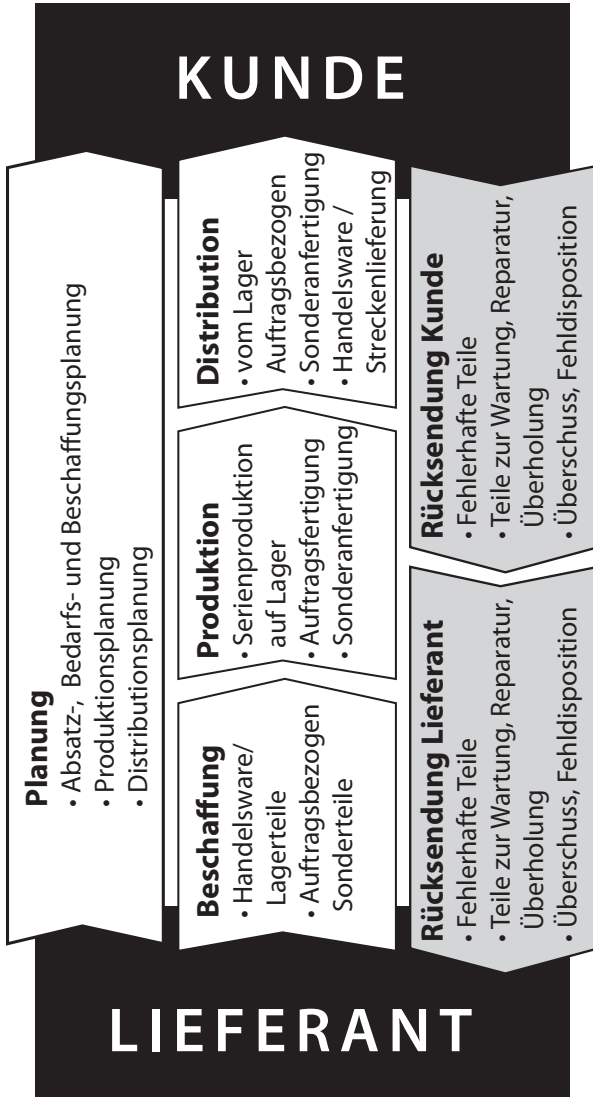 LIEFERANT
Planung
• Absatz-, Bedarfs- und Beschaffungsplanung
• Produktionsplanung
• Distributionsplanung
Beschaffung
• Handelsware/
Lagerteile
• Auftragsbezogen
Sonderteile
Produktion
• Serienproduktion
auf Lager
• Auftragsfertigung
• Sonderanfertigung
Distribution
• vom Lager
Auftragsbezogen
• Sonderanfertigung
• Handelsware /
Streckenlieferung
Rücksendung Lieferant
• Fehlerhafte Teile
• Teile zur Wartung, Reparatur,
Überholung
• Überschuss, Fehldisposition
Rücksendung Kunde
• Fehlerhafte Teile
• Teile zur Wartung, Reparatur,
Überholung
• Überschuss, Fehldisposition
KUNDE